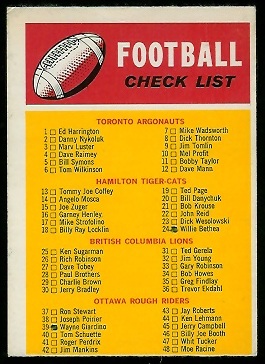 FOOTBALL
CHECK LIST
TORONTO ARGONAUTS
1 Ed Harrington
2 Danny Nykoluk
3 Marv Luster
4 Dave Raimey
5 Bill Symons
6 Tom Wilkinson
7 Mike Wadsworth
8 Dick Thornton
9 Jim Tomlin
10 Mel Profit
11 Bobby Taylor
12 Dave Mann
HAMILTON TIGER-CATS
13 Tommy Joe Coffey
14 Angelo Mosca
15 Joe Zuger
16 Garney Henley
17 Mike Strofolino
18 Billy Ray Locklin
19 Ted Page
20 Bill Danychuk
21 Bob Krouse
22 John Reid
23 Dick Wesolowski
24 Willie Bethea
BRITISH COLUMBIA LIONS
25 Ken Sugarman
26 Rich Robinson
27 Dave Tobey
28 Paul Brothers
29 Charlie Brown
30 Jerry Bradley
31 Ted Gerela
32 Jim Young
33 Gary Robinson
34 Bob Howes
35 Greg Findlay
36 Trevor Ekdahl
OTTAWA ROUGH RIDERS
37 Ron Stewart
38 Joseph Poirier
39 Wayne Giardino
40 Tom Schuette
41 Roger Perdrix
42 Jim Mankins
43 Jay Roberts
44 Ken Lehmann
45 Jerry Campbell
46 Billy Joe Booth
47 Whit Tucker
48 Moe Racine